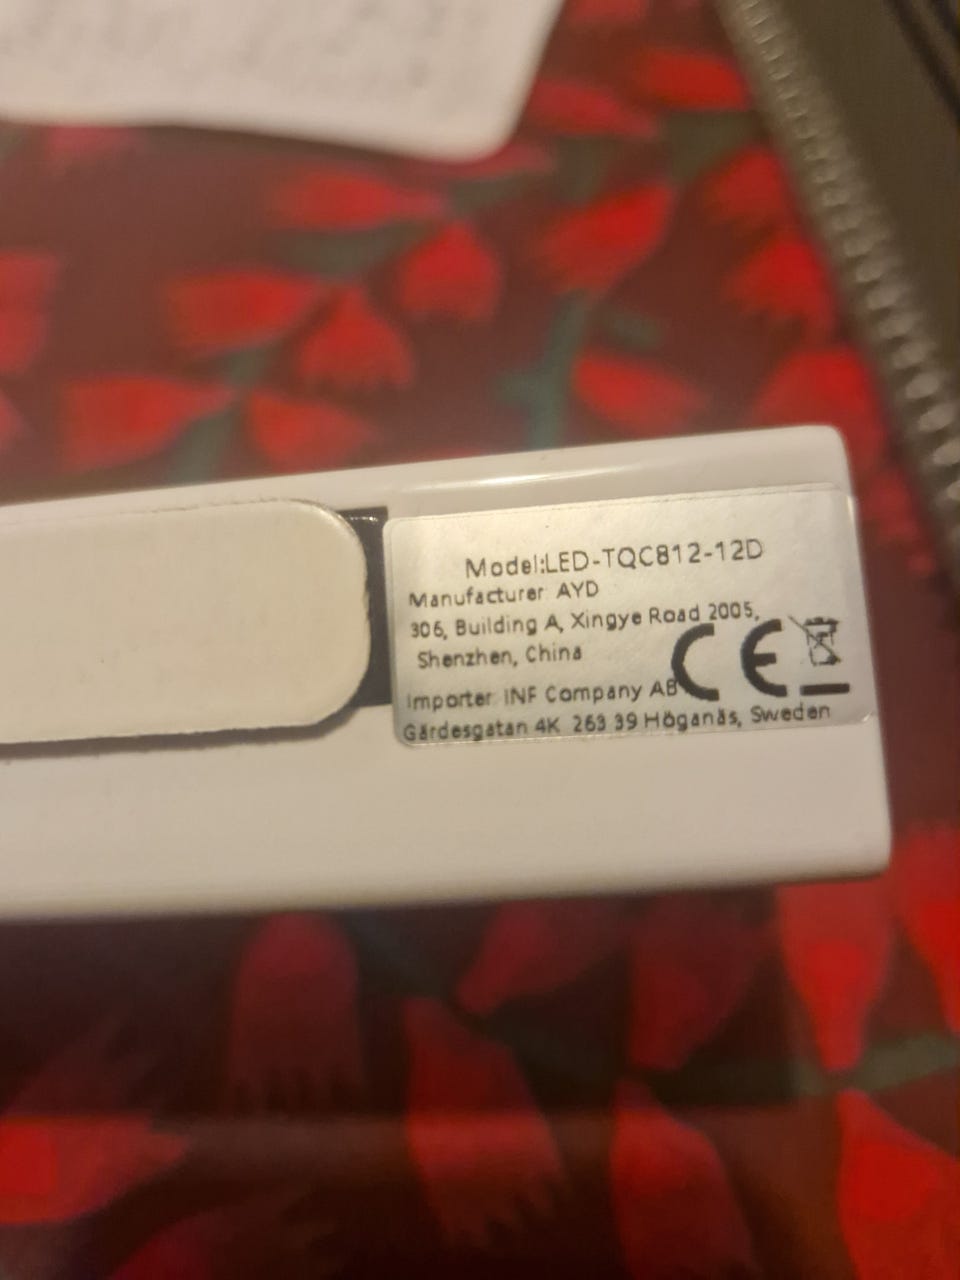 Model:LED-TQC812-12D
Manufacturer: AYD
306, Building A, Xingye Road 2005,
Shenzhen, China
CE
Importer: INF Company AB
Gärdesgatan 4K 263 39 Höganäs, Sweden